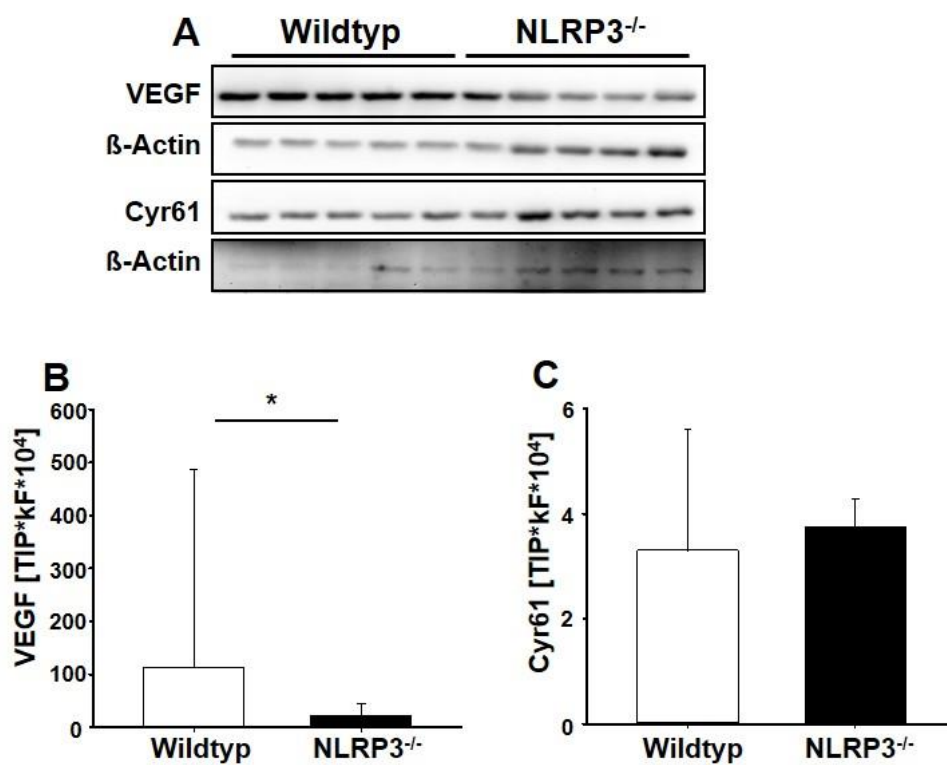 A
Wildtyp NLRP3-/-
VEGF
ß-Actin
Cyr61
ß-Actin
B
*
VEGF [TIP*kF*10⁴]
600
500
400
300
200
100
0
Wildtyp NLRP3-/-
C
Cyr61 [TIP*kF*10⁴]
6
4
2
0
Wildtyp NLRP3-/-